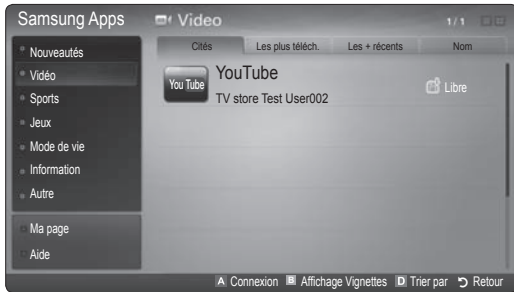 Samsung Apps
Video
1/1
Nouveautés
Vidéo
Sports
Jeux
Mode de vie
Information
Autre
Ma page
Aide
Cités
Les plus téléch.
Les + récents
Nom
You Tube
YouTube
TV store Test User002
Libre
A Connexion B Affichage Vignettes D Trier par Retour